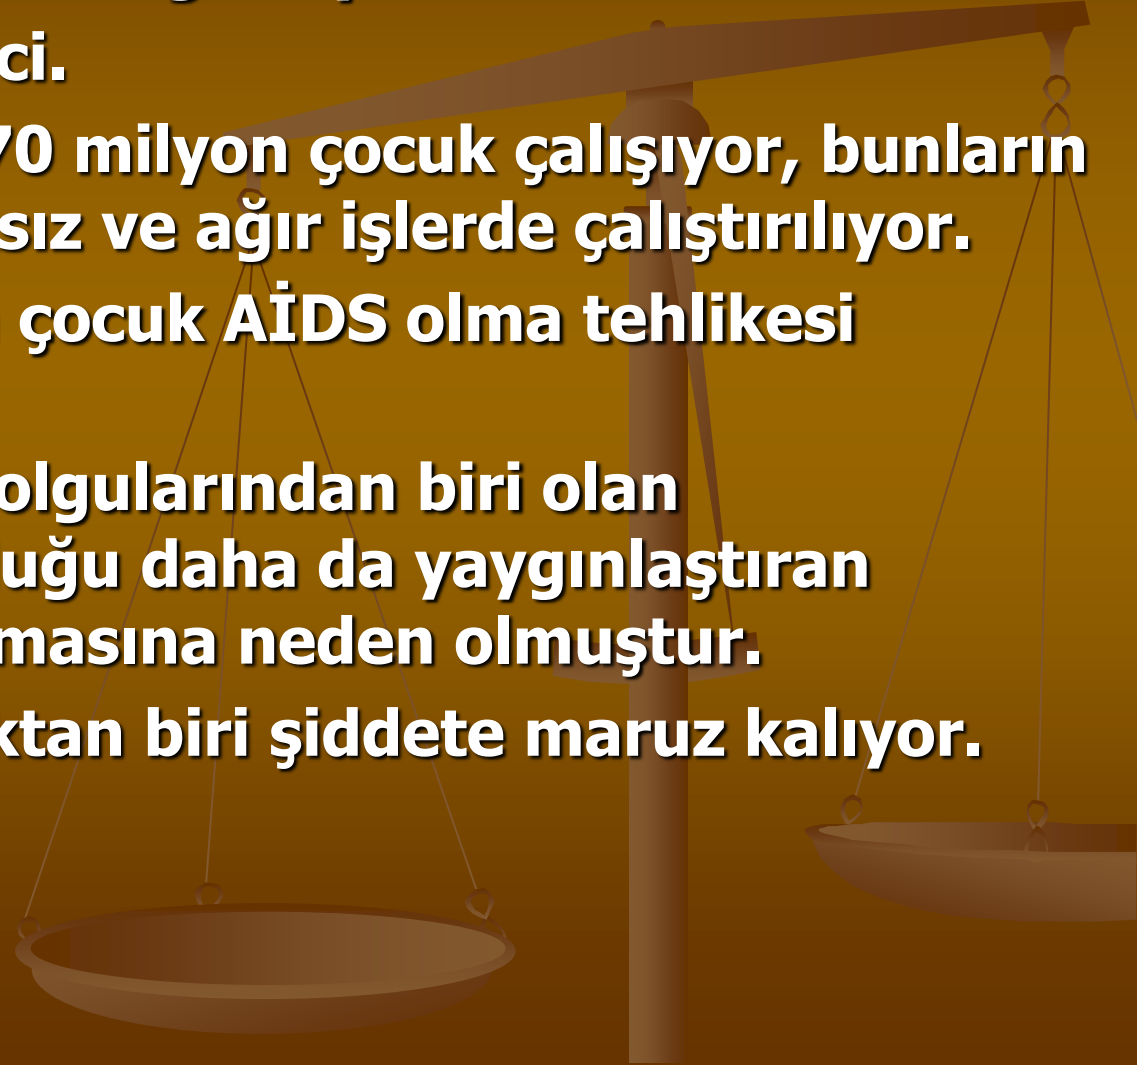 ci.
70 milyon çocuk çalışıyor, bunların
sız ve ağır işlerde çalıştırılıyor.
çocuk AİDS olma tehlikesi
olgularından biri olan
uğu daha da yaygınlaştıran
masına neden olmuştur.
ktan biri şiddete maruz kalıyor.